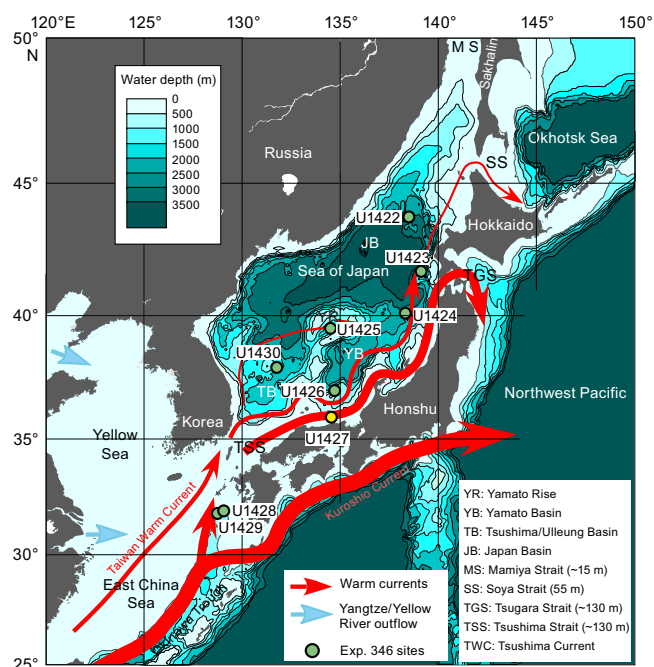 120°E
125°
130°
135°
140°
145°
150°
50°
N
45°
40°
35°
30°
25°
Water depth (m)
0
500
1000
1500
2000
2500
3000
3500
M S
Sakhalin
Okhotsk Sea
Russia
SS
U1422
Hokkaido
JB
U1423
Sea of Japan
TGS
YR
U1424
U1425
U1430
YB
U1426
TB
Northwest Pacific
Korea
Honshu
Yellow
Sea
TSS
U1427
Kuroshio Current
Taiwan Warm Current
U1428
U1429
East China
Sea
Okinawa Trough
YR: Yamato Rise
YB: Yamato Basin
TB: Tsushima/Ulleung Basin
JB: Japan Basin
MS: Mamiya Strait (~15 m)
SS: Soya Strait (55 m)
TGS: Tsugara Strait (~130 m)
TSS: Tsushima Strait (~130 m)
TWC: Tsushima Current
Warm currents
Yangtze/Yellow
River outflow
Exp. 346 sites